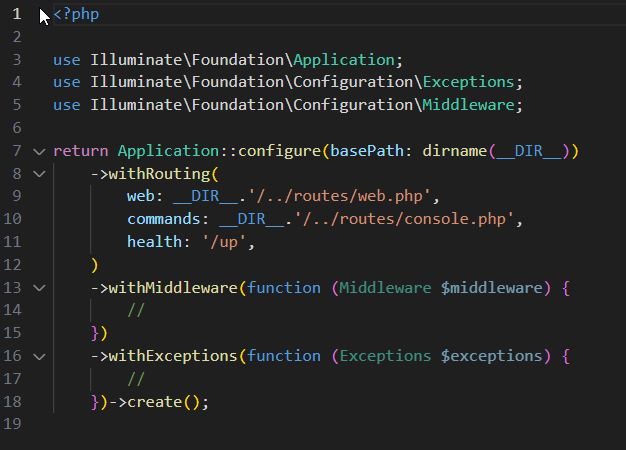 1 <?php
2
3 use Illuminate\Foundation\Application;
4 use Illuminate\Foundation\Configuration\Exceptions;
5 use Illuminate\Foundation\Configuration\Middleware;
6
7 return Application::configure(basePath: dirname(__DIR__))
8     ->withRouting(
9         web: __DIR__.'/../routes/web.php',
10         commands: __DIR__.'/../routes/console.php',
11         health: '/up',
12     )
13     ->withMiddleware(function (Middleware $middleware) {
14         //
15     })
16     ->withExceptions(function (Exceptions $exceptions) {
17         //
18     })->create();
19